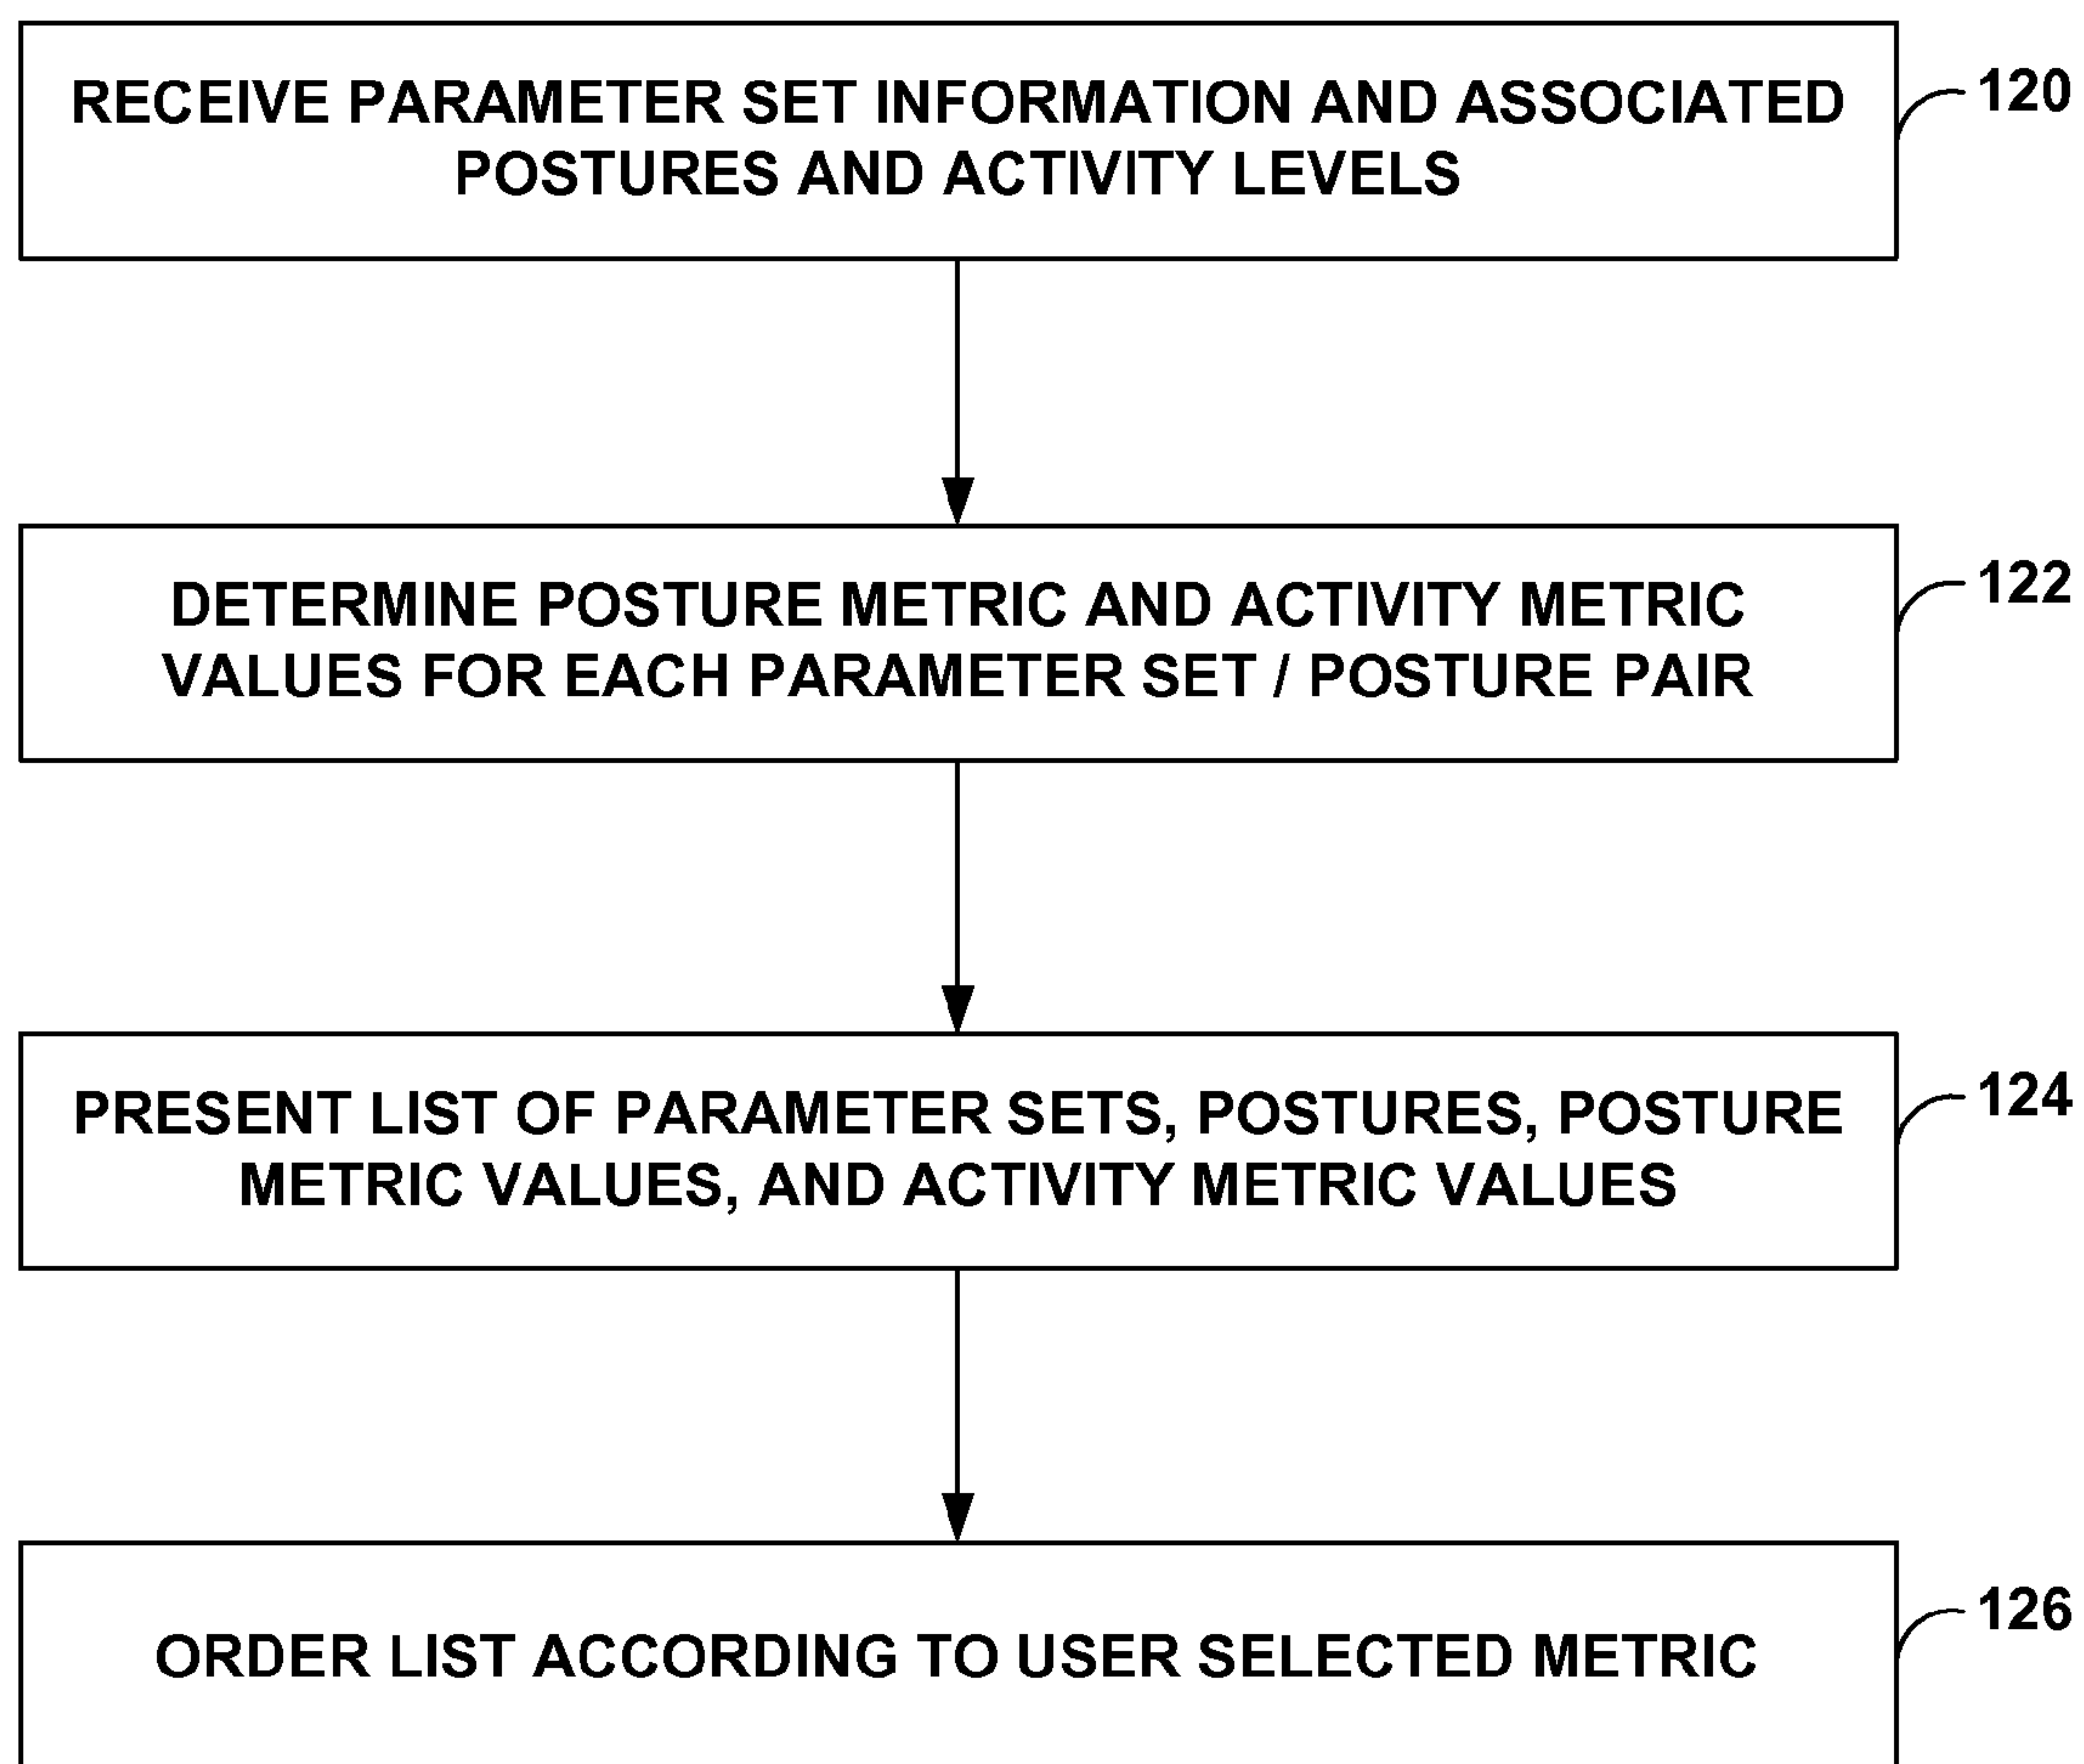 RECEIVE PARAMETER SET INFORMATION AND ASSOCIATED
POSTURES AND ACTIVITY LEVELS
120
DETERMINE POSTURE METRIC AND ACTIVITY METRIC
VALUES FOR EACH PARAMETER SET / POSTURE PAIR
122
PRESENT LIST OF PARAMETER SETS, POSTURES, POSTURE
METRIC VALUES, AND ACTIVITY METRIC VALUES
124
ORDER LIST ACCORDING TO USER SELECTED METRIC
126